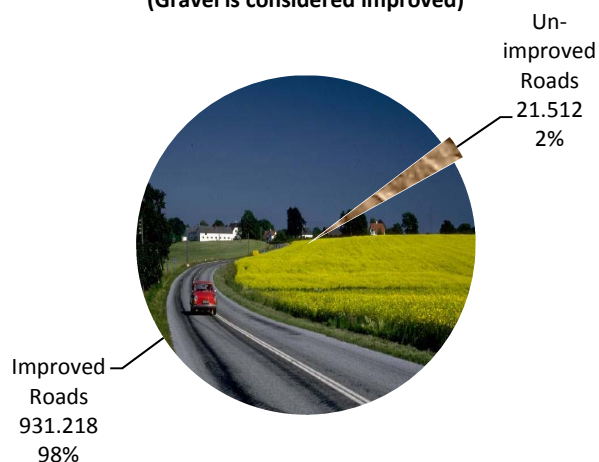 (Gravel is considered improved)
Un-
improved
Roads
21.512
2%
Improved
Roads
931.218
98%